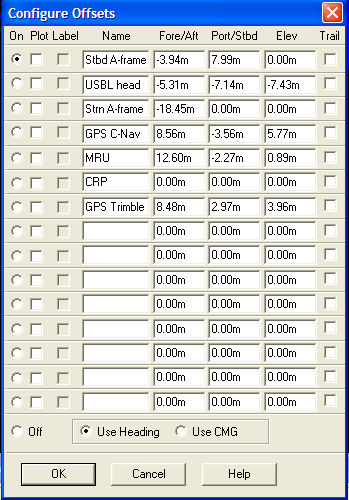 Configure Offsets
On Plot Label Name Fore/Aft Port/Stbd Elev Trail
Stbd A-frame -3.94m 7.99m 0.00m
USBL head -5.31m -7.14m -7.43m
Strn A-frame -18.45m 0.00m 0.00m
GPS C-Nav 8.56m -3.56m 5.77m
MRU 12.60m -2.27m 0.89m
CRP 0.00m 0.00m 0.00m
GPS Trimble 8.48m 2.97m 3.96m
0.00m 0.00m 0.00m
0.00m 0.00m 0.00m
0.00m 0.00m 0.00m
0.00m 0.00m 0.00m
0.00m 0.00m 0.00m
0.00m 0.00m 0.00m
0.00m 0.00m 0.00m
0.00m 0.00m 0.00m
Off Use Heading Use CMG
OK Cancel Help